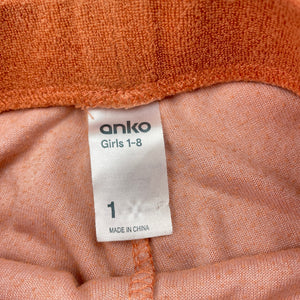 anko
Girls 1-8
1
MADE IN CHINA